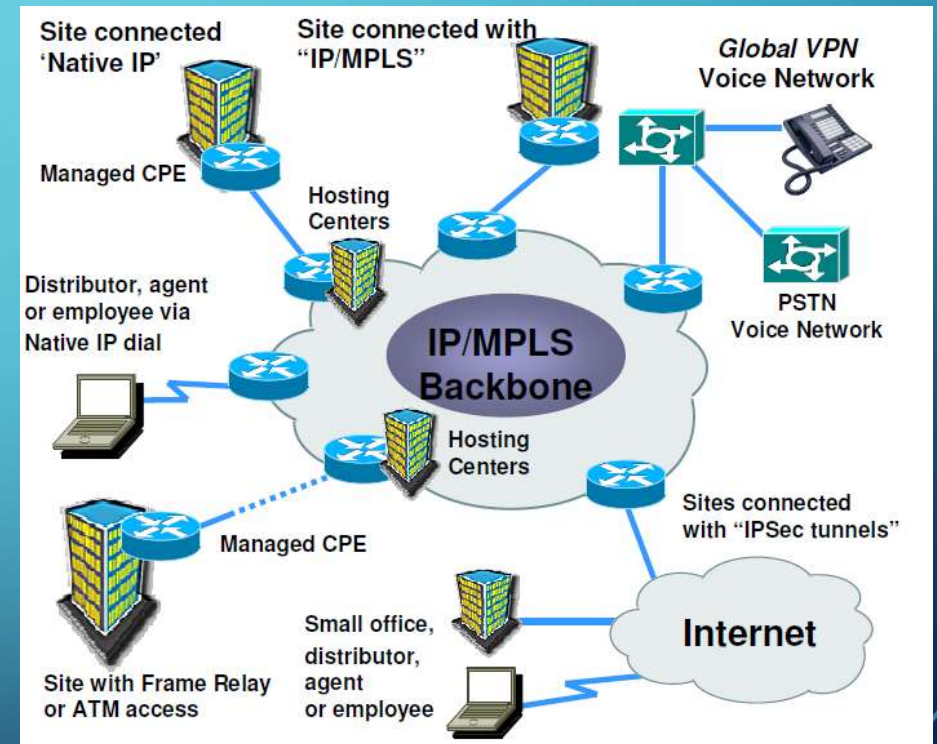 Site connected
‘Native IP’
Site connected with
“IP/MPLS”
Global VPN
Voice Network
Managed CPE
Hosting
Centers
Distributor, agent
or employee via
Native IP dial
PSTN
Voice Network
IP/MPLS
Backbone
Hosting
Centers
Sites connected
with “IPSec tunnels”
Managed CPE
Small office,
distributor,
agent
or employee
Internet
Site with Frame Relay
or ATM access